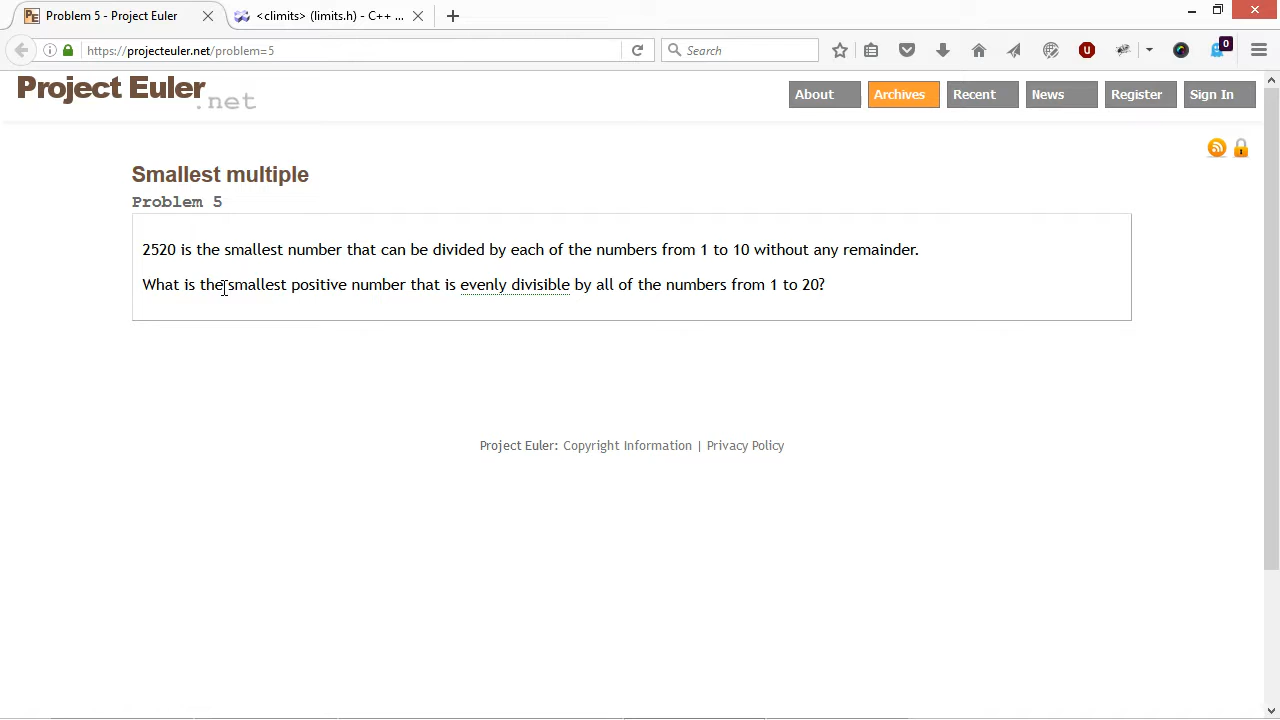 Problem 5 - Project Euler
<climits> (limits.h) - C++ ...
https://projecteuler.net/problem=5
Search
0
Project Euler
.net
About
Archives
Recent
News
Register
Sign In
Smallest multiple
Problem 5
2520 is the smallest number that can be divided by each of the numbers from 1 to 10 without any remainder.
What is the smallest positive number that is evenly divisible by all of the numbers from 1 to 20?
Project Euler: Copyright Information | Privacy Policy